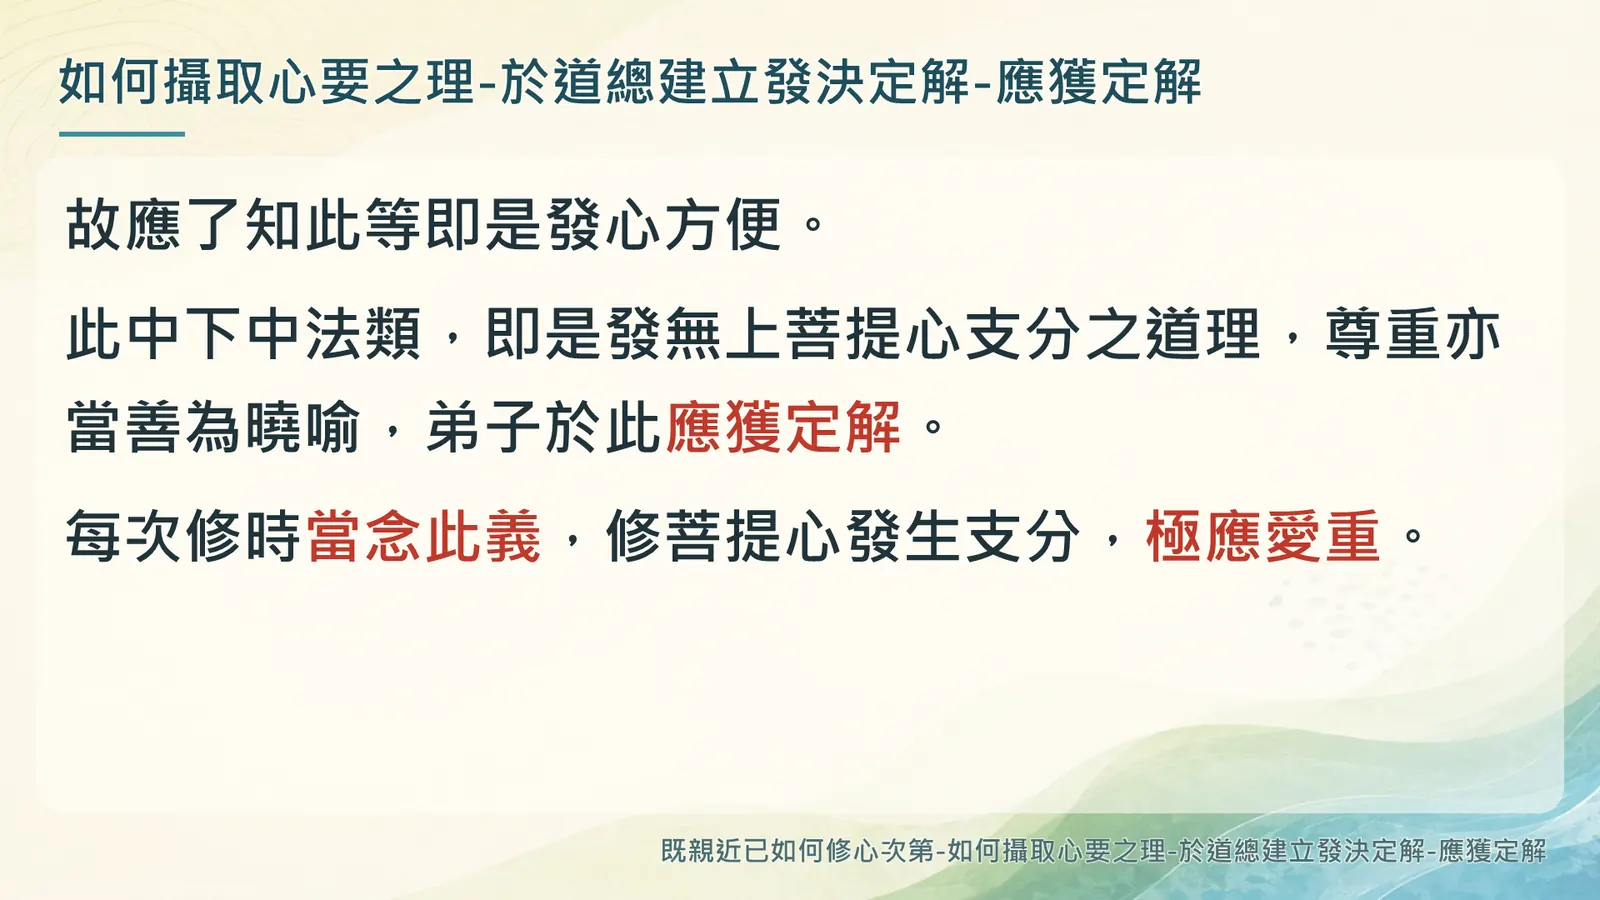 如何攝取心要之理-於道總建立發決定解-應獲定解
故應了知此等即是發心方便。
此中下中法類，即是發無上菩提心支分之道理，尊重亦
當善為曉喻，弟子於此應獲定解。
每次修時當念此義，修菩提心發生支分，極應愛重。
既親近已如何修心次第-如何攝取心要之理-於道總建立發決定解-應獲定解